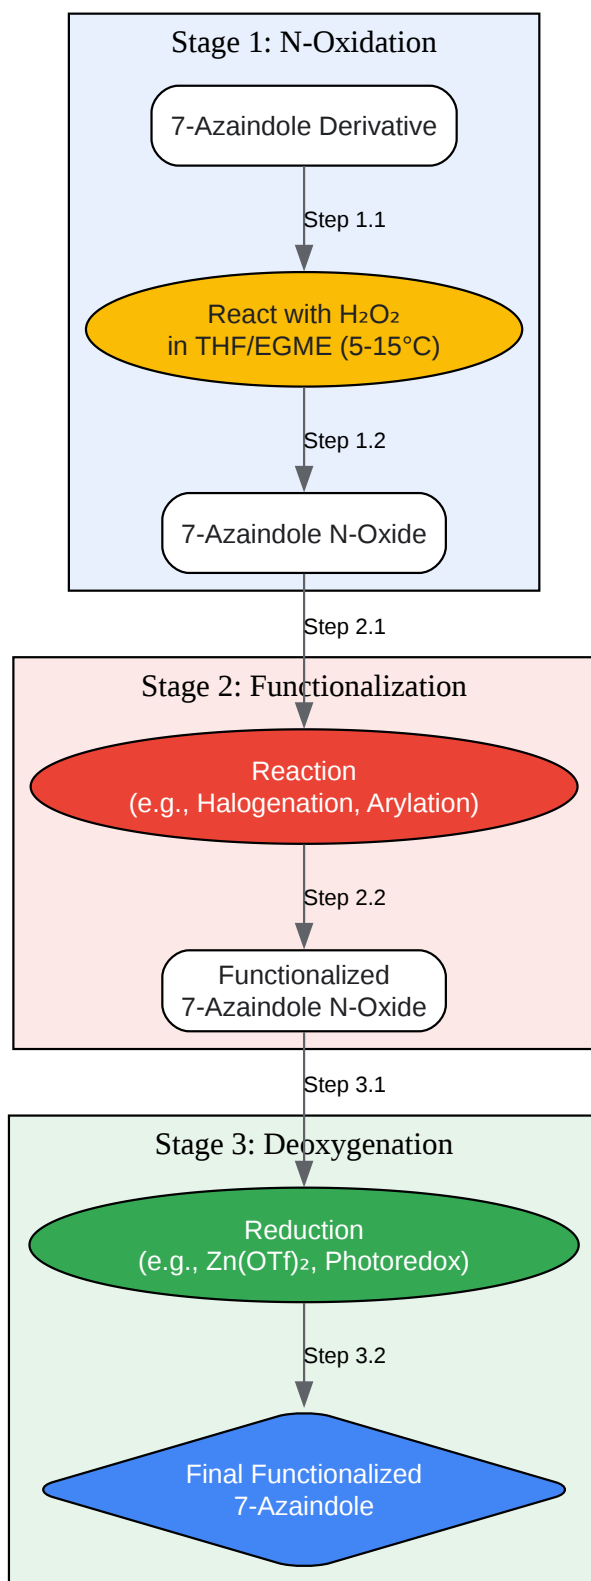 Stage 1: N-Oxidation
7-Azaindole Derivative
Step 1.1
React with H₂O₂
in THF/EGME (5-15°C)
Step 1.2
7-Azaindole N-Oxide
Step 2.1
Stage 2: Functionalization
Reaction
(e.g., Halogenation, Arylation)
Step 2.2
Functionalized
7-Azaindole N-Oxide
Step 3.1
Stage 3: Deoxygenation
Reduction
(e.g., Zn(OTf)₂, Photoredox)
Step 3.2
Final Functionalized
7-Azaindole